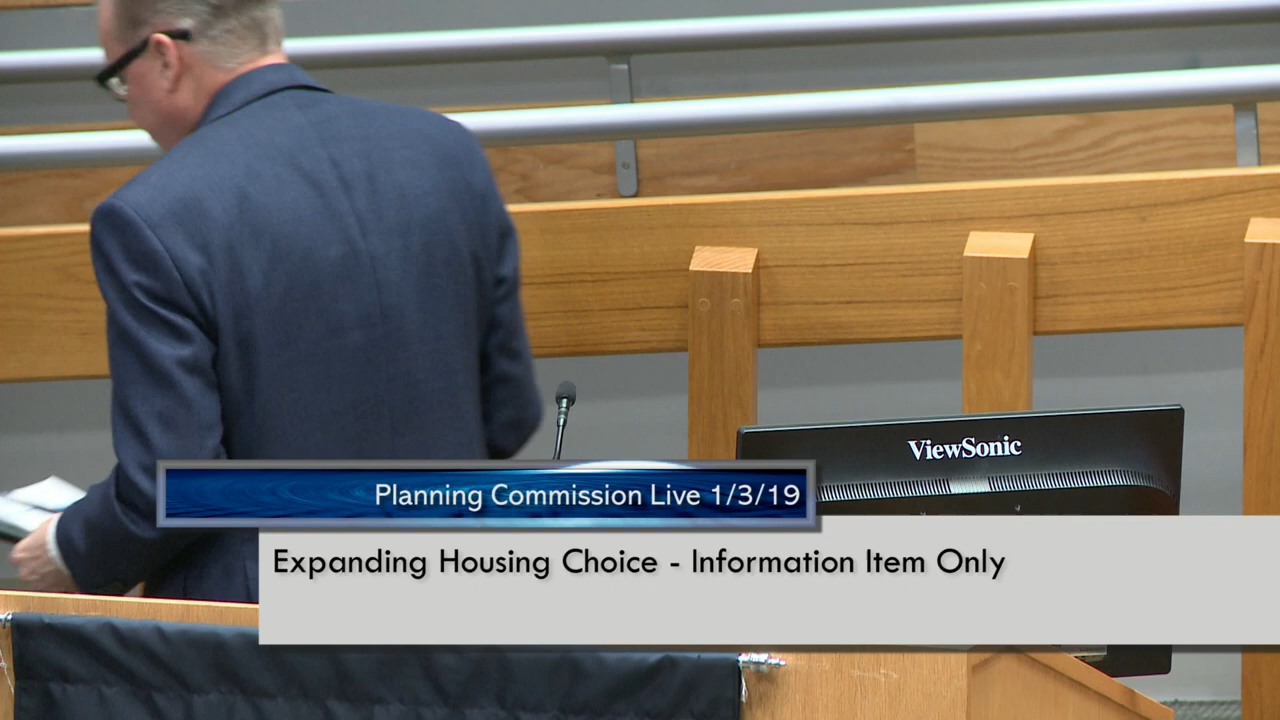 ViewSonic
Planning Commission Live 1/3/19
Expanding Housing Choice - Information Item Only